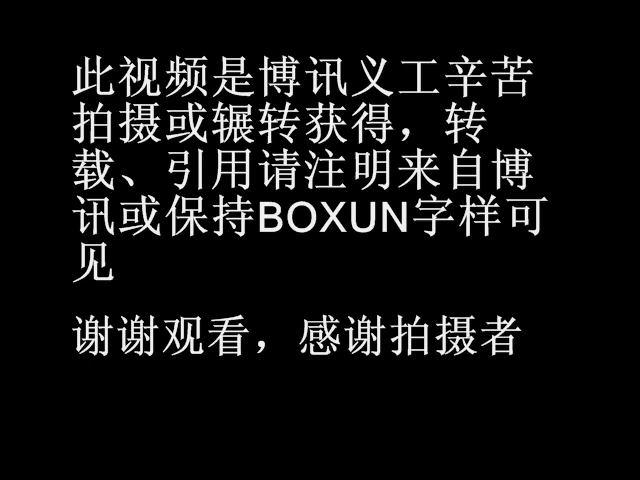 此视频是博讯义工辛苦
拍摄或辗转获得，转
载、引用请注明来自博
讯或保持BOXUN字样可
见
谢谢观看，感谢拍摄者